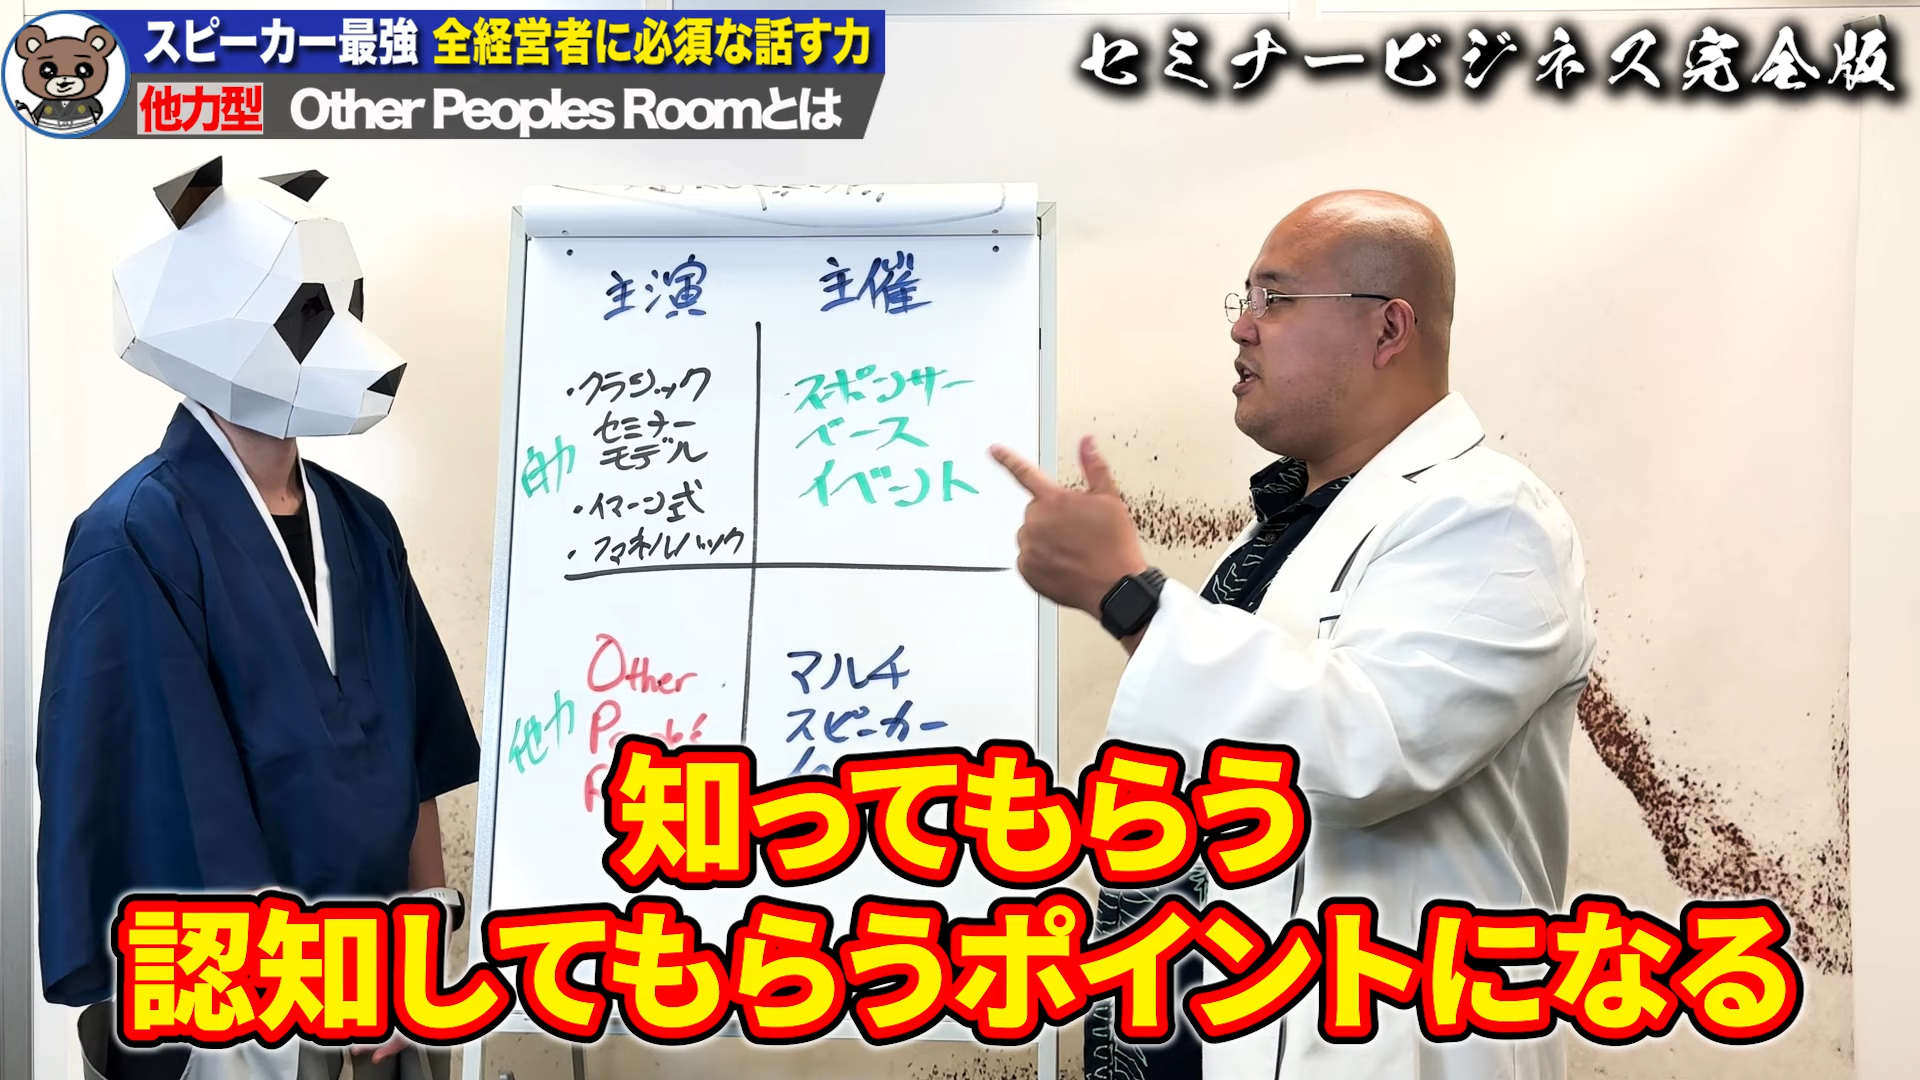 スピーカー最強 全経営者に必須な話す力
他力型 Other Peoples Roomとは
セミナービジネス完全版
主演
主催
・クラシック
セミナー
モデル
・イマーシ式
・ファネルハック
自力
スポンサー
ベース
イベント
他力
Other
マルチ
スピーカー
知ってもらう
認知してもらうポイントになる